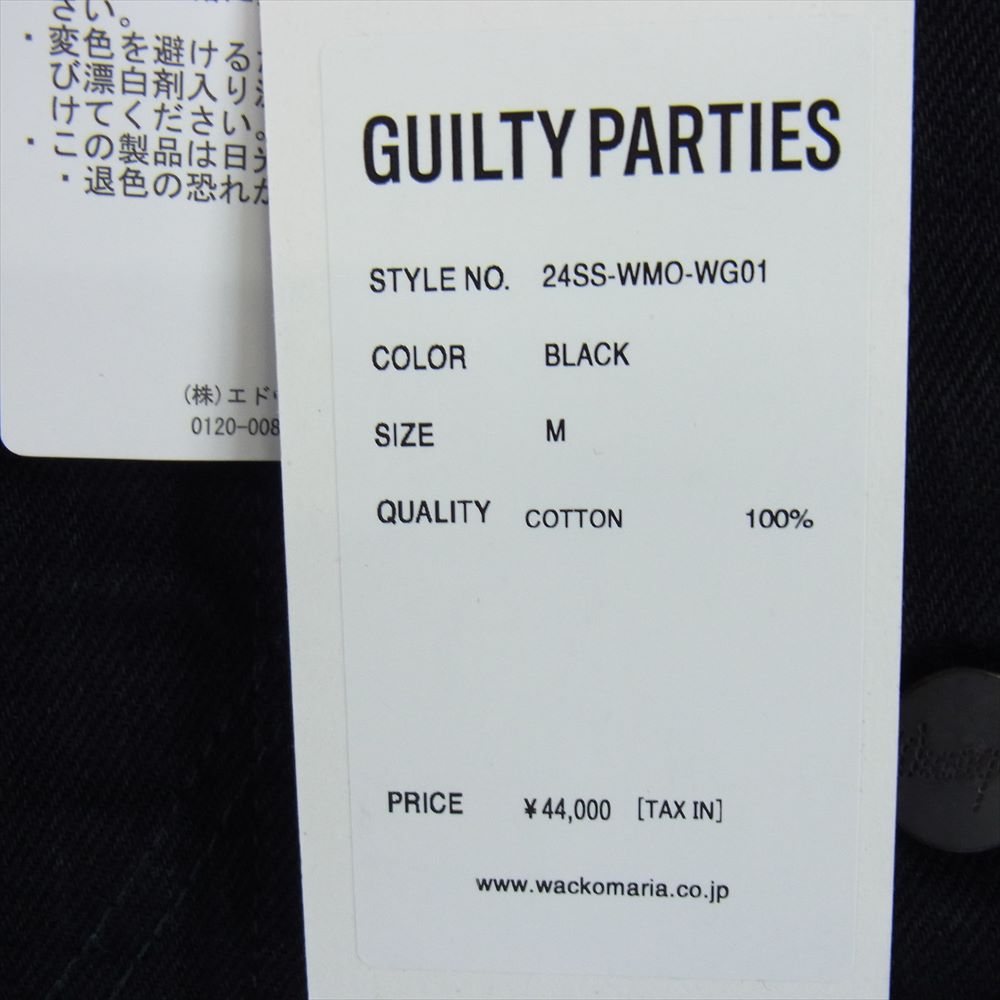 さい。
・変色を避ける
び漂白剤入り
けてください。
・この製品は日光
・退色の恐れが
(株)エドウ
0120-008
GUILTY PARTIES
STYLE NO. 24SS-WMO-WG01
COLOR BLACK
SIZE M
QUALITY COTTON 100%
PRICE ¥44,000 [TAX IN]
www.wackomaria.co.jp